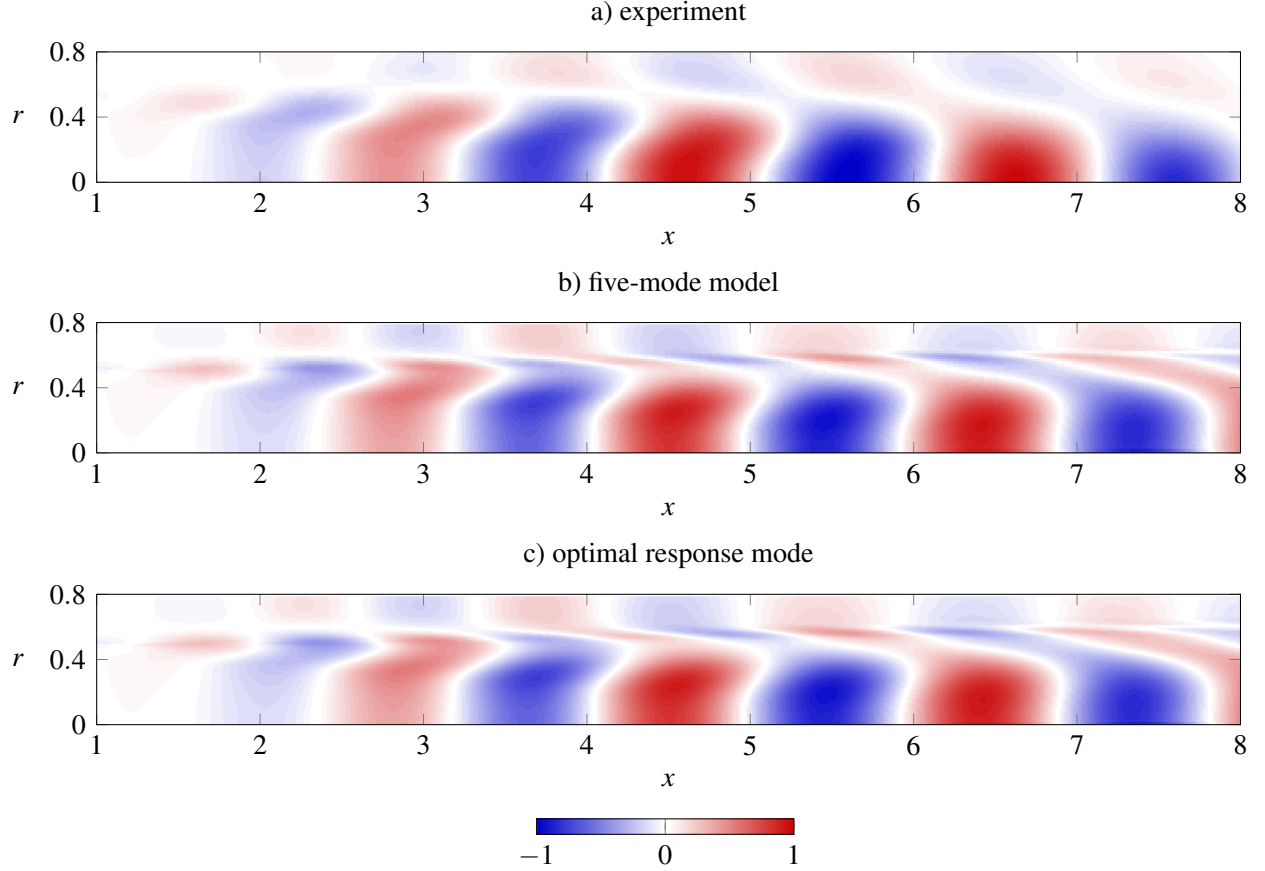 a) experiment
0.8
r 0.4
0
1 2 3 4 5 6 7 8
x
b) five-mode model
0.8
r 0.4
0
1 2 3 4 5 6 7 8
x
c) optimal response mode
0.8
r 0.4
0
1 2 3 4 5 6 7 8
x
−1 0 1